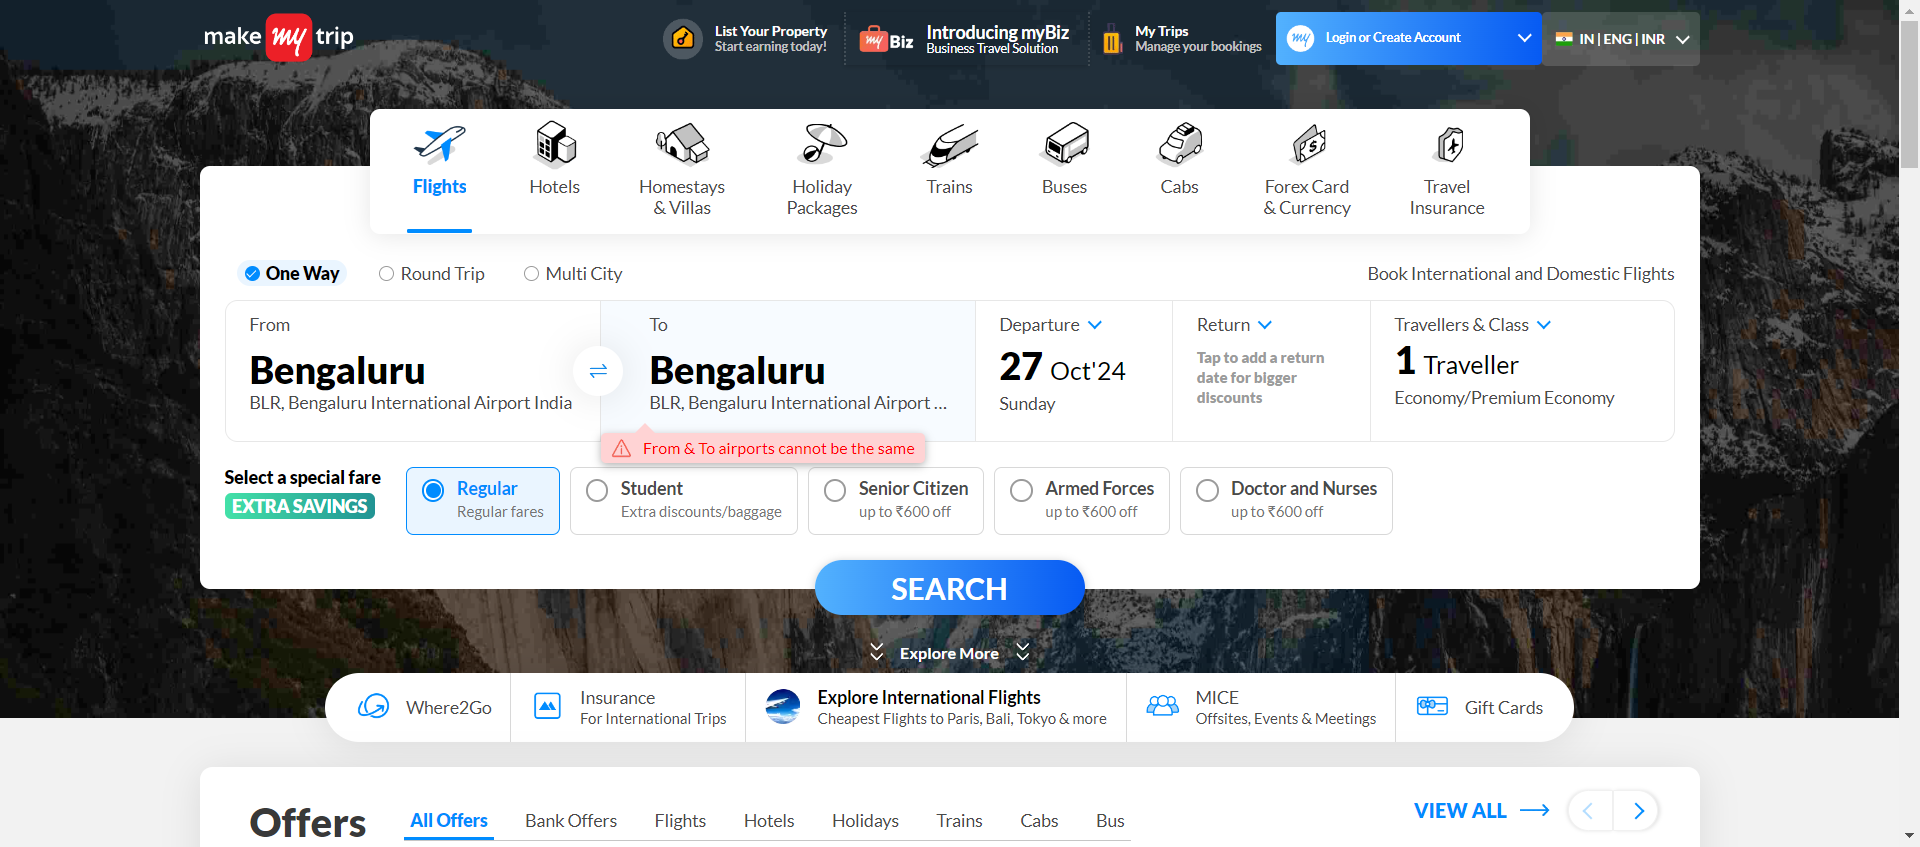 make my trip
List Your Property
Start earning today!
my Biz
Introducing myBiz
Business Travel Solution
My Trips
Manage your bookings
my
Login or Create Account
IN | ENG | INR
Flights
Hotels
Homestays
& Villas
Holiday
Packages
Trains
Buses
Cabs
Forex Card
& Currency
Travel
Insurance
One Way
Round Trip
Multi City
Book International and Domestic Flights
From
Bengaluru
BLR, Bengaluru International Airport India
To
Bengaluru
BLR, Bengaluru International Airport ...
Departure
27 Oct'24
Sunday
Return
Tap to add a return
date for bigger
discounts
Travellers & Class
1 Traveller
Economy/Premium Economy
From & To airports cannot be the same
Select a special fare
EXTRA SAVINGS
Regular
Regular fares
Student
Extra discounts/baggage
Senior Citizen
up to ₹600 off
Armed Forces
up to ₹600 off
Doctor and Nurses
up to ₹600 off
SEARCH
Explore More
Where2Go
Insurance
For International Trips
Explore International Flights
Cheapest Flights to Paris, Bali, Tokyo & more
MICE
Offsites, Events & Meetings
Gift Cards
Offers
All Offers
Bank Offers
Flights
Hotels
Holidays
Trains
Cabs
Bus
VIEW ALL